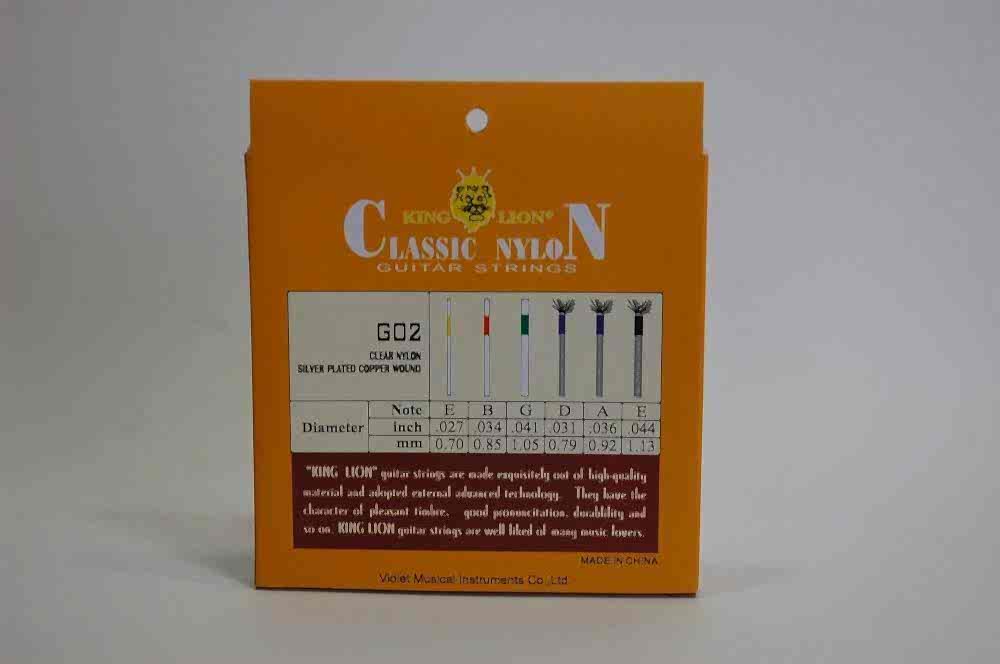 KING LION®
CLASSIC NYLON
GUITAR STRINGS
G02
CLEAR NYLON
SILVER PLATED COPPER WOUND
Note E B G D A E
Diameter inch .027 .034 .041 .031 .036 .044
mm 0.70 0.85 1.05 0.79 0.92 1.13
"KING LION" guitar strings are made exquisitely out of high-quality
material and adopted external advanced technology. They have the
character of pleasant timbre, good pronuncitation, durablility and
so on. KING LION guitar strings are well liked of many music lovers.
MADE IN CHINA
Violet Musical Instruments Co.,Ltd